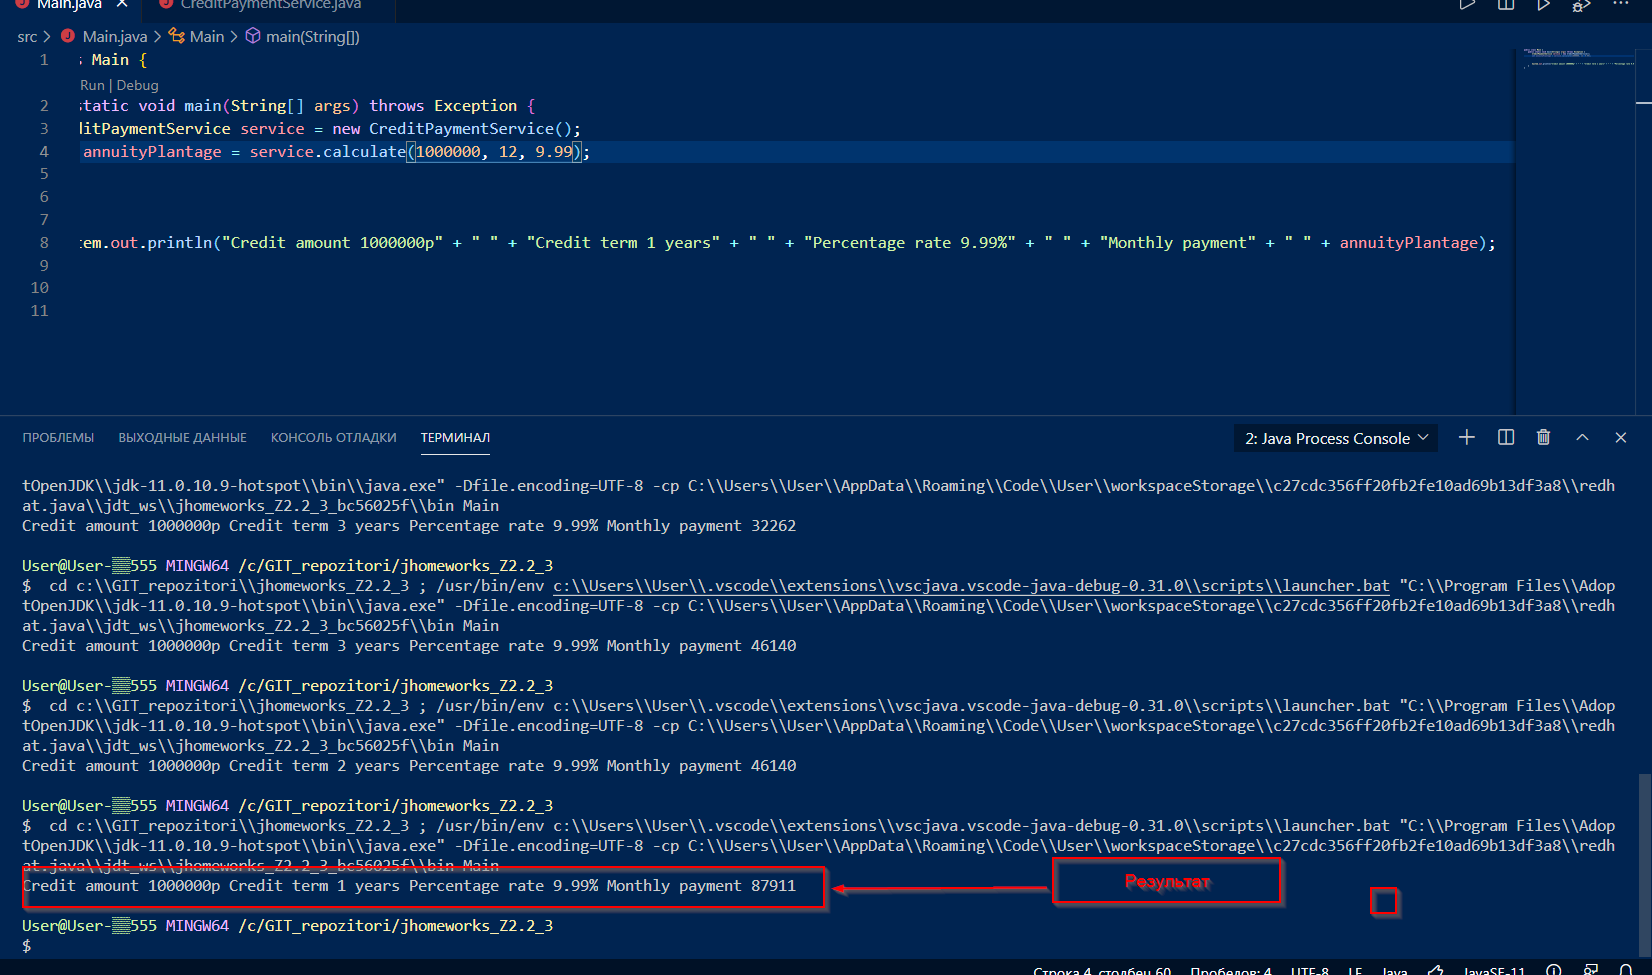 Main.java
CreditPaymentService.java
src > Main.java > Main > main(String[])
1 s Main {
Run | Debug
2 static void main(String[] args) throws Exception {
3 ditPaymentService service = new CreditPaymentService();
4 annuityPlantage = service.calculate(1000000, 12, 9.99);
5
6
7
8 tem.out.println("Credit amount 1000000p" + " " + "Credit term 1 years" + " " + "Percentage rate 9.99%" + " " + "Monthly payment" + " " + annuityPlantage);
9
10
11
ПРОБЛЕМЫ ВЫХОДНЫЕ ДАННЫЕ КОНСОЛЬ ОТЛАДКИ ТЕРМИНАЛ 2: Java Process Console
tOpenJDK\\jdk-11.0.10.9-hotspot\\bin\\java.exe" -Dfile.encoding=UTF-8 -cp C:\\Users\\User\\AppData\\Roaming\\Code\\User\\workspaceStorage\\c27cdc356ff20fb2fe10ad69b13df3a8\\redh
at.java\\jdt_ws\\jhomeworks_Z2.2_3_bc56025f\\bin Main
Credit amount 1000000p Credit term 3 years Percentage rate 9.99% Monthly payment 32262
User@User-▒▒555 MINGW64 /c/GIT_repozitori/jhomeworks_Z2.2_3
$ cd c:\\GIT_repozitori\\jhomeworks_Z2.2_3 ; /usr/bin/env c:\\Users\\User\\.vscode\\extensions\\vscjava.vscode-java-debug-0.31.0\\scripts\\launcher.bat "C:\\Program Files\\Adop
tOpenJDK\\jdk-11.0.10.9-hotspot\\bin\\java.exe" -Dfile.encoding=UTF-8 -cp C:\\Users\\User\\AppData\\Roaming\\Code\\User\\workspaceStorage\\c27cdc356ff20fb2fe10ad69b13df3a8\\redh
at.java\\jdt_ws\\jhomeworks_Z2.2_3_bc56025f\\bin Main
Credit amount 1000000p Credit term 3 years Percentage rate 9.99% Monthly payment 46140
User@User-▒▒555 MINGW64 /c/GIT_repozitori/jhomeworks_Z2.2_3
$ cd c:\\GIT_repozitori\\jhomeworks_Z2.2_3 ; /usr/bin/env c:\\Users\\User\\.vscode\\extensions\\vscjava.vscode-java-debug-0.31.0\\scripts\\launcher.bat "C:\\Program Files\\Adop
tOpenJDK\\jdk-11.0.10.9-hotspot\\bin\\java.exe" -Dfile.encoding=UTF-8 -cp C:\\Users\\User\\AppData\\Roaming\\Code\\User\\workspaceStorage\\c27cdc356ff20fb2fe10ad69b13df3a8\\redh
at.java\\jdt_ws\\jhomeworks_Z2.2_3_bc56025f\\bin Main
Credit amount 1000000p Credit term 2 years Percentage rate 9.99% Monthly payment 46140
User@User-▒▒555 MINGW64 /c/GIT_repozitori/jhomeworks_Z2.2_3
$ cd c:\\GIT_repozitori\\jhomeworks_Z2.2_3 ; /usr/bin/env c:\\Users\\User\\.vscode\\extensions\\vscjava.vscode-java-debug-0.31.0\\scripts\\launcher.bat "C:\\Program Files\\Adop
tOpenJDK\\jdk-11.0.10.9-hotspot\\bin\\java.exe" -Dfile.encoding=UTF-8 -cp C:\\Users\\User\\AppData\\Roaming\\Code\\User\\workspaceStorage\\c27cdc356ff20fb2fe10ad69b13df3a8\\redh
at.java\\jdt_ws\\jhomeworks_Z2.2_3_bc56025f\\bin Main
Credit amount 1000000p Credit term 1 years Percentage rate 9.99% Monthly payment 87911
Результат
User@User-▒▒555 MINGW64 /c/GIT_repozitori/jhomeworks_Z2.2_3
$
Строка 4, столбец 60 Пробелов: 4 UTF-8 LF Java JavaSE-11